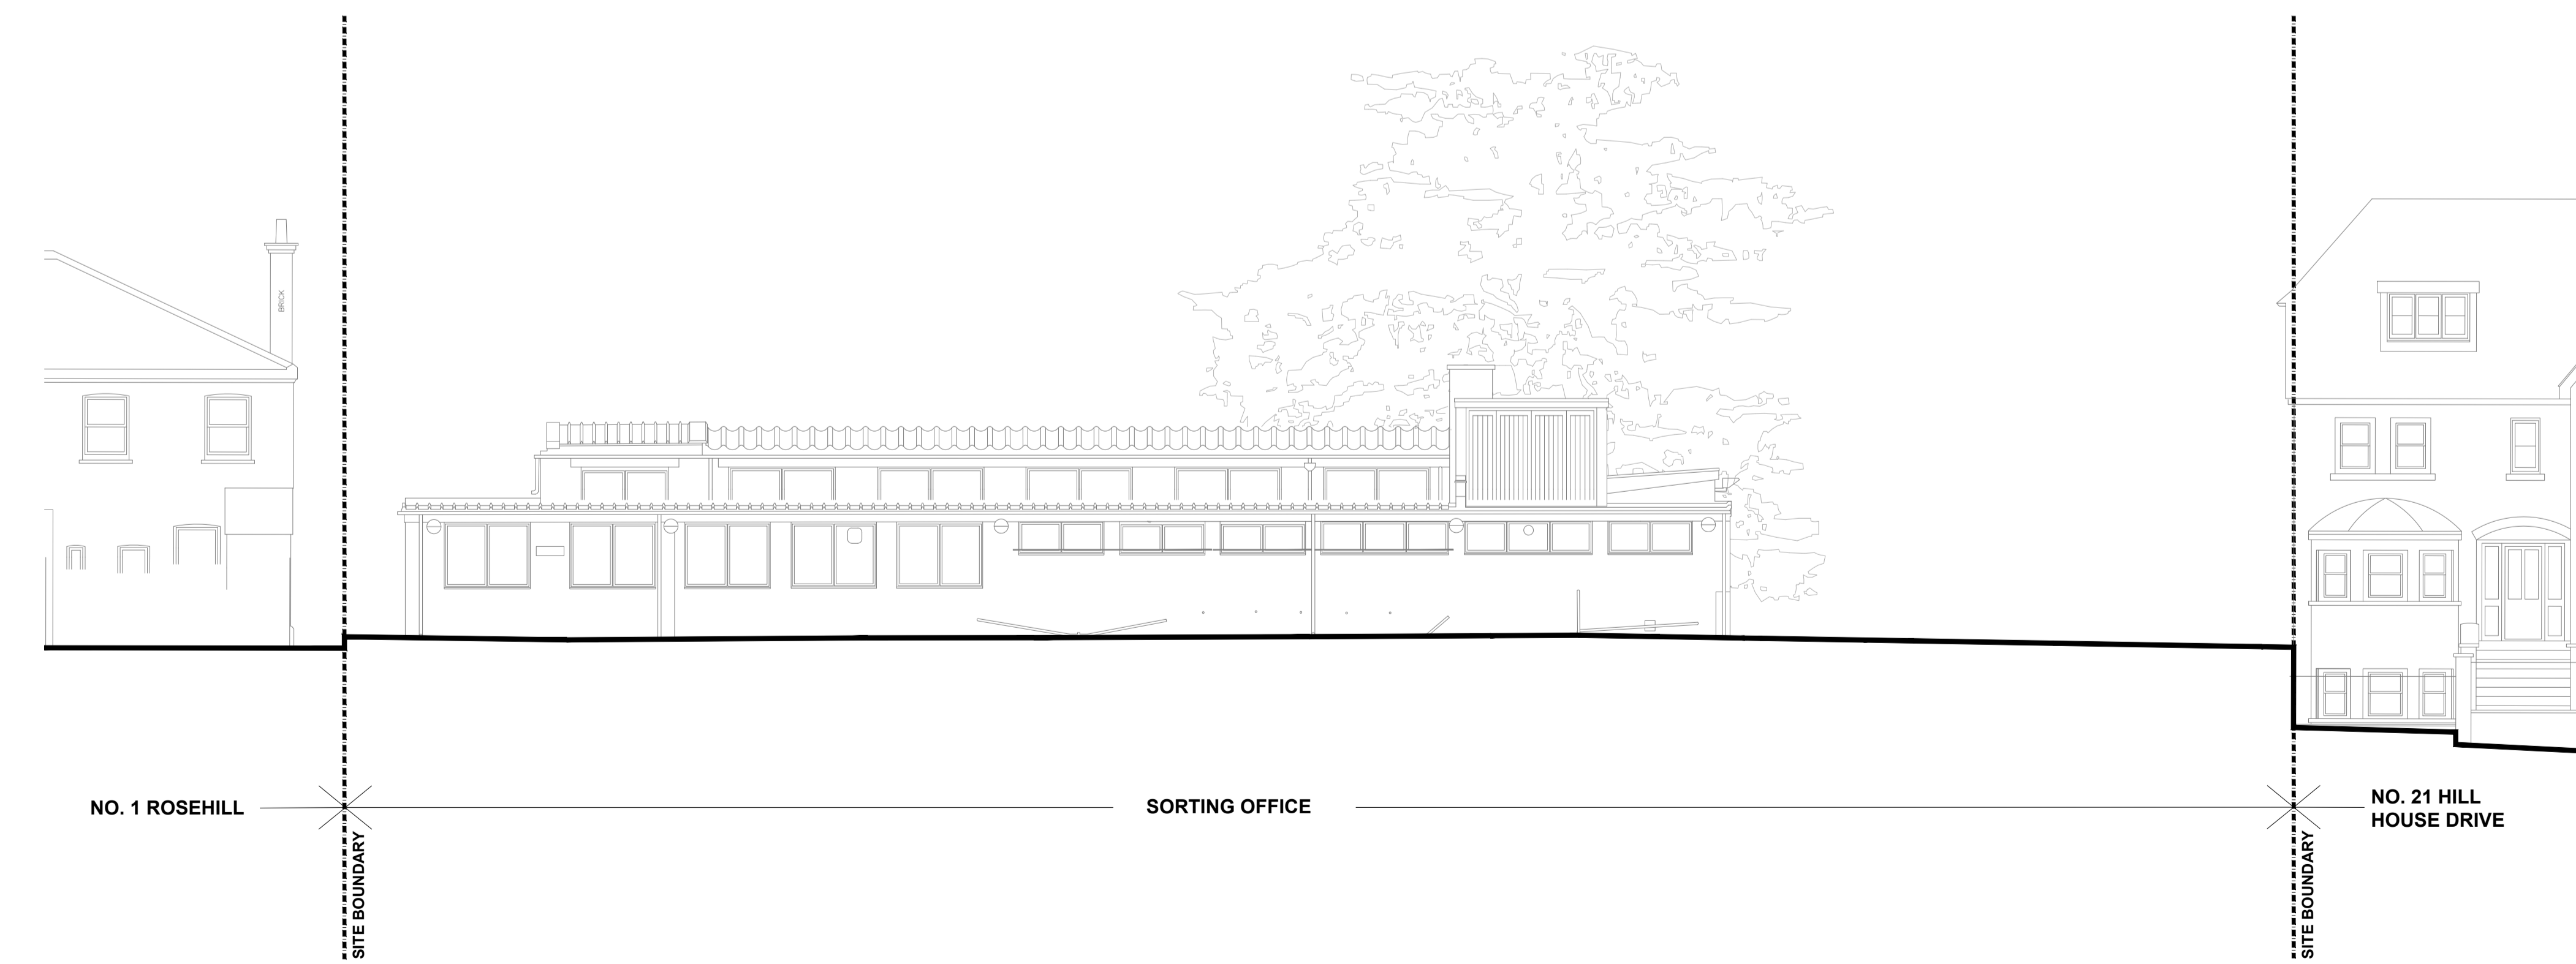 BRICK
NO. 1 ROSEHILL
SORTING OFFICE
NO. 21 HILL
HOUSE DRIVE
SITE BOUNDARY
SITE BOUNDARY